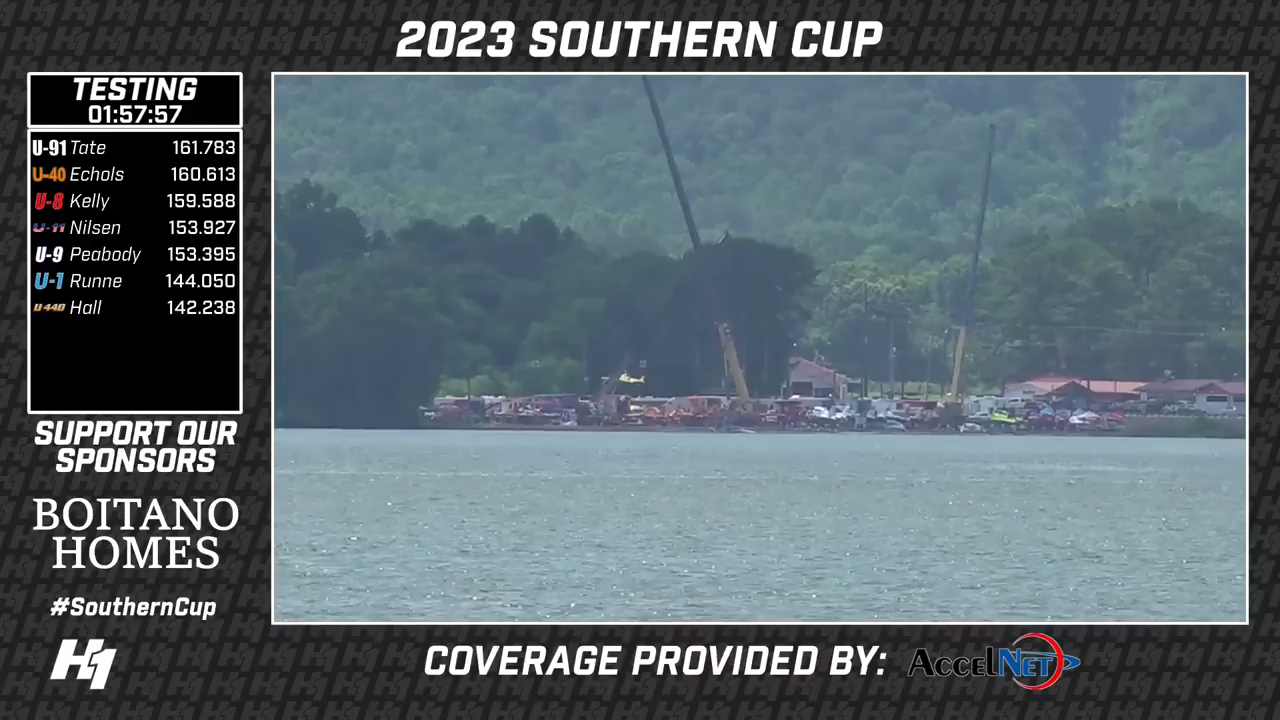 2023 SOUTHERN CUP
TESTING
01:57:57
U-91 Tate 161.783
U-40 Echols 160.613
U-8 Kelly 159.588
U-11 Nilsen 153.927
U-9 Peabody 153.395
U-1 Runne 144.050
U-440 Hall 142.238
SUPPORT OUR
SPONSORS
BOITANO
HOMES
#SouthernCup
H1
COVERAGE PROVIDED BY: AccelNet